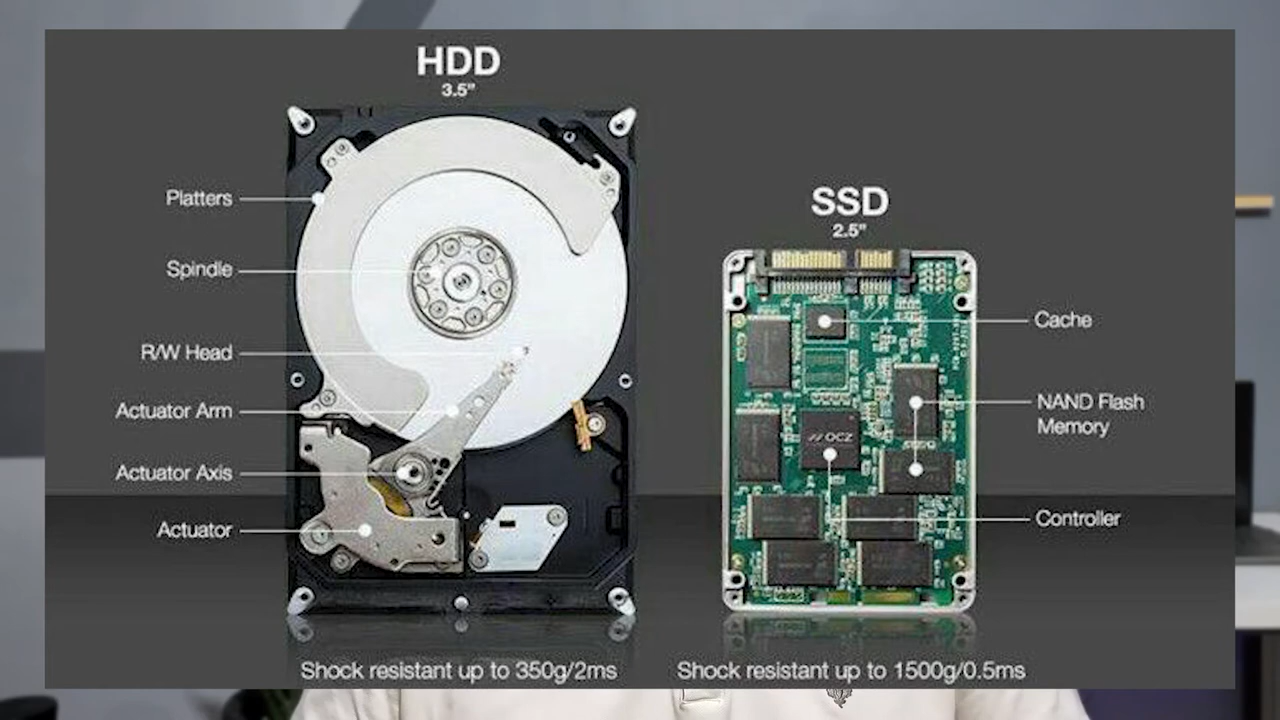 HDD
3.5”
Platters
Spindle
R/W Head
Actuator Arm
Actuator Axis
Actuator
Shock resistant up to 350g/2ms
SSD
2.5”
Cache
NAND Flash
Memory
Controller
OCZ
Shock resistant up to 1500g/0.5ms